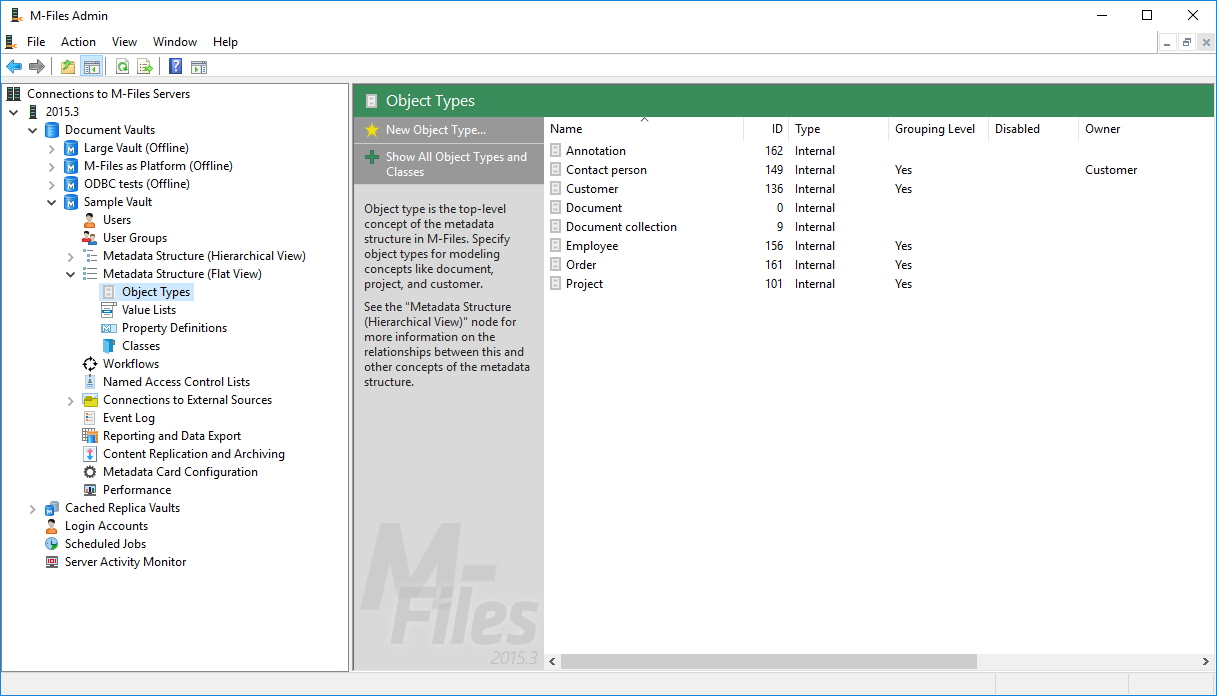 M-Files Admin
File Action View Window Help
Connections to M-Files Servers
2015.3
Document Vaults
Large Vault (Offline)
M-Files as Platform (Offline)
ODBC tests (Offline)
Sample Vault
Users
User Groups
Metadata Structure (Hierarchical View)
Metadata Structure (Flat View)
Object Types
Value Lists
Property Definitions
Classes
Workflows
Named Access Control Lists
Connections to External Sources
Event Log
Reporting and Data Export
Content Replication and Archiving
Metadata Card Configuration
Performance
Cached Replica Vaults
Login Accounts
Scheduled Jobs
Server Activity Monitor
Object Types
New Object Type...
Show All Object Types and
Classes
Object type is the top-level
concept of the metadata
structure in M-Files. Specify
object types for modeling
concepts like document,
project, and customer.
See the "Metadata Structure
(Hierarchical View)" node for
more information on the
relationships between this and
other concepts of the metadata
structure.
M-
Files
2015.3
Name ID Type Grouping Level Disabled Owner
Annotation 162 Internal
Contact person 149 Internal Yes Customer
Customer 136 Internal Yes
Document 0 Internal
Document collection 9 Internal
Employee 156 Internal Yes
Order 161 Internal Yes
Project 101 Internal Yes